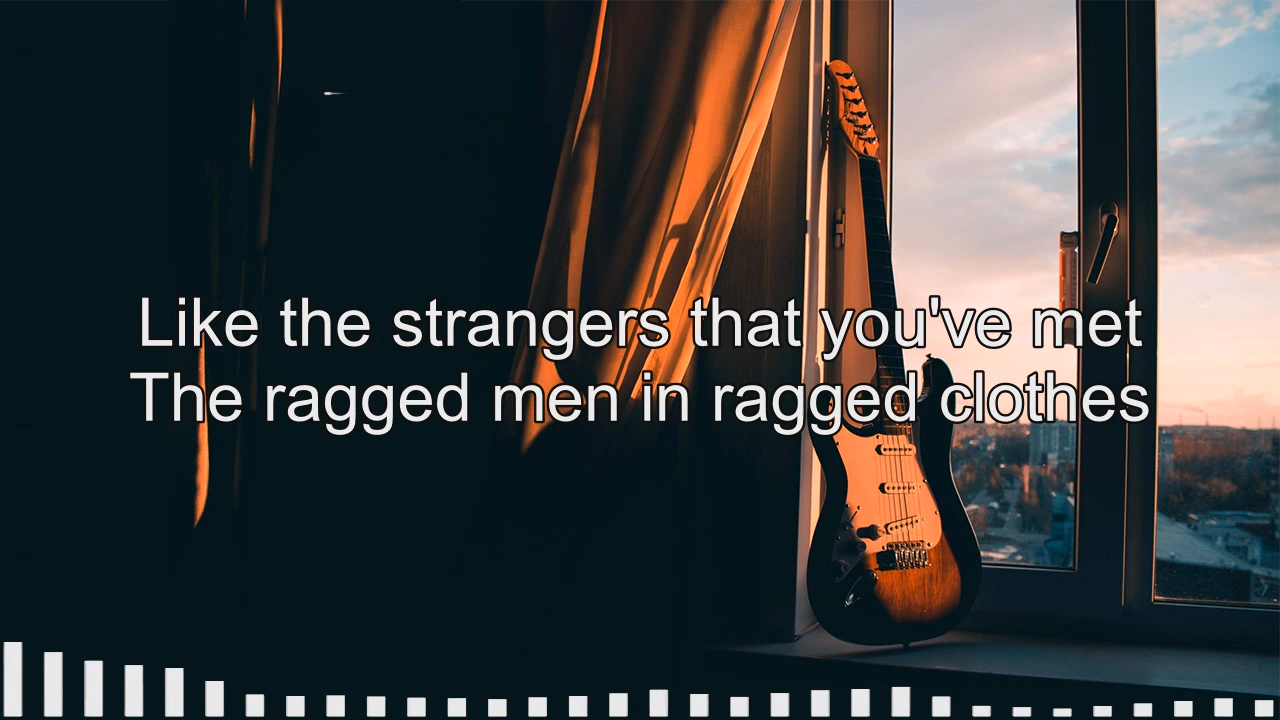 Like the strangers that you've met
The ragged men in ragged clothes